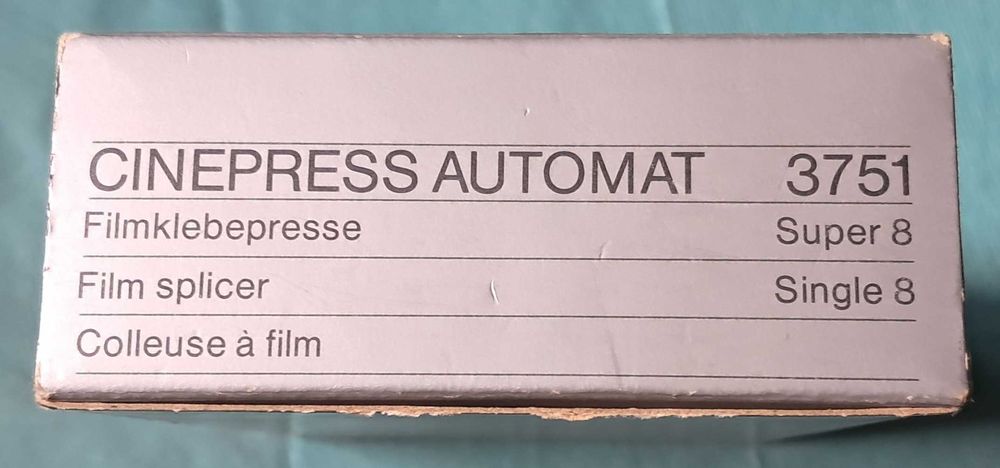 CINEPRESS AUTOMAT 3751
Filmklebepresse Super 8
Film splicer Single 8
Colleuse à film